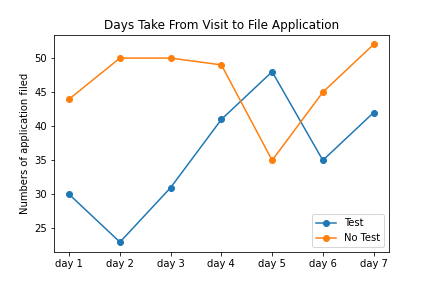 Days Take From Visit to File Application
Numbers of application filed
50
45
40
35
30
25
day 1 day 2 day 3 day 4 day 5 day 6 day 7
Test
No Test